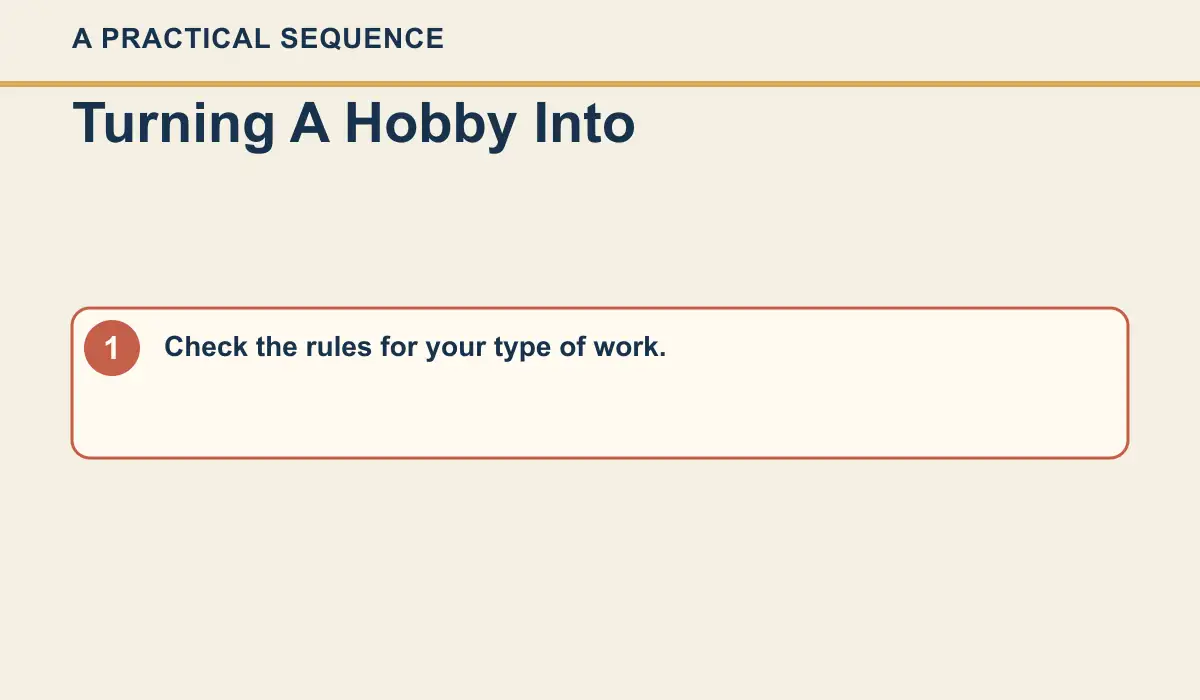 A PRACTICAL SEQUENCE
Turning A Hobby Into
1
Check the rules for your type of work.